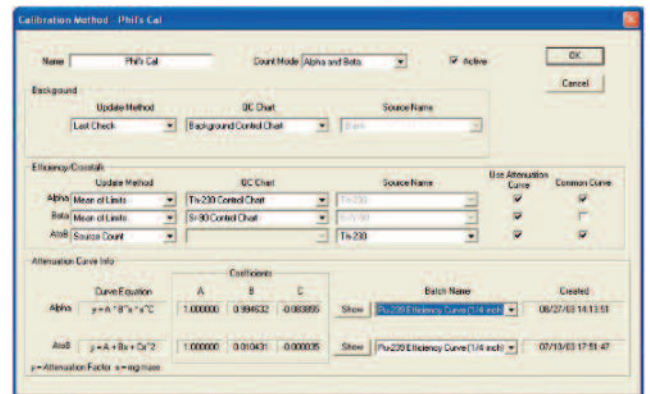 Calibration Method - Phil's Cal
Name Phil's Cal Count Mode Alpha and Beta Active OK
Cancel
Background
Update Method QC Chart Source Name
Last Check Background Control Chart Blank
Efficiency/Crosstalk
Update Method QC Chart Source Name Use Attenuation Curve Common Curve
Alpha Mean of Limits Th-230 Control Chart Th-230
Beta Mean of Limits Sr-90 Control Chart
AtoB Source Count Th-230
Attenuation Curve Info
Coefficients
Curve Equation A B C Batch Name Created
Alpha y=A*B^x*x^C 1.000000 0.994632 -0.083855 Show Pu-239 Efficiency Curve (1/4 inch) 08/27/03 14:13:51
AtoB y=A+Bx+Cx^2 1.000000 0.010431 -0.000035 Show Pu-239 Efficiency Curve (1/4 inch) 07/10/03 17:51:47
y=Attenuation Factor x=mg mass